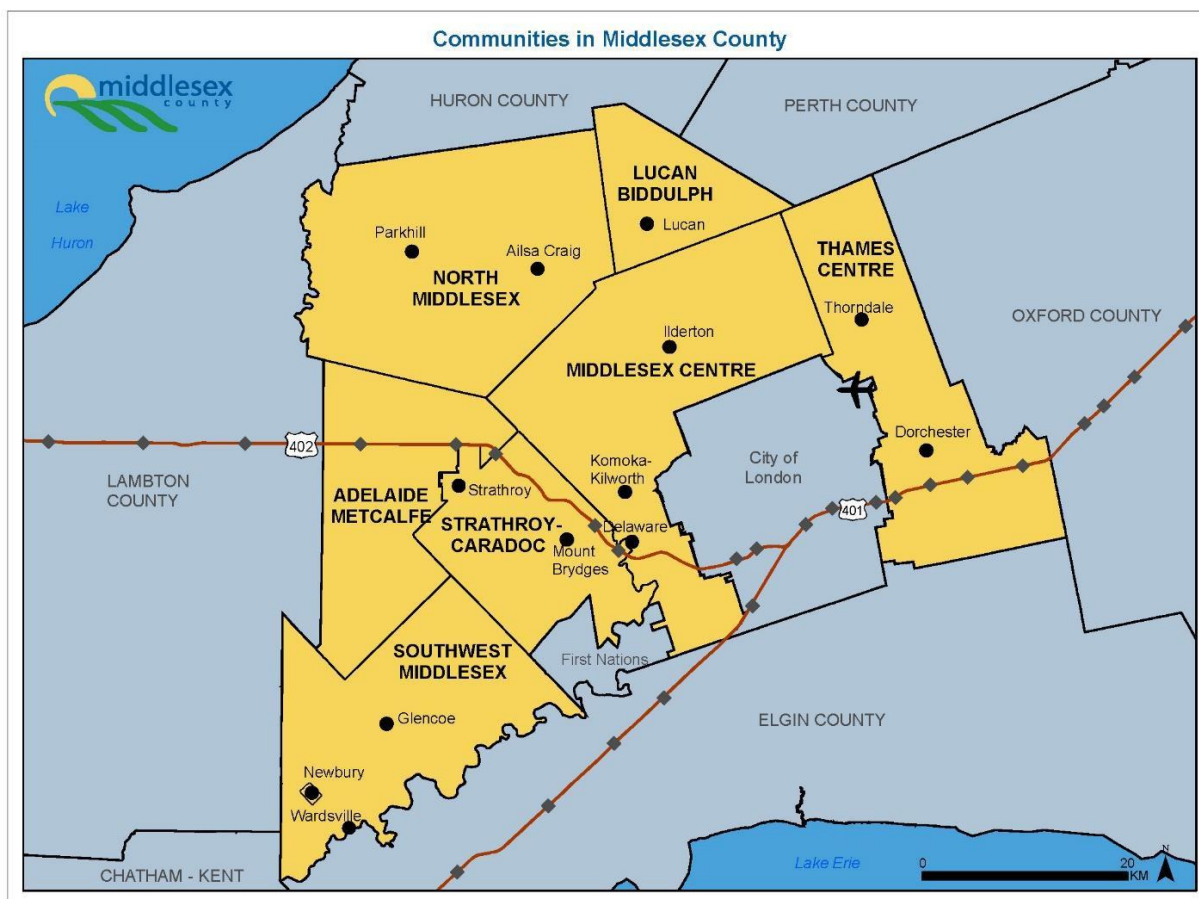 Communities in Middlesex County
middlesex
county
HURON COUNTY
PERTH COUNTY
LUCAN
BIDDULPH
Lake
Huron
Lucan
Parkhill
Ailsa Craig
THAMES
CENTRE
NORTH
MIDDLESEX
Thorndale
OXFORD COUNTY
Ilderton
MIDDLESEX CENTRE
402
Dorchester
LAMBTON
COUNTY
Komoka-
Kilworth
City of
London
ADELAIDE
METCALFE
Strathroy
401
STRATHROY-
CARADOC
Delaware
Mount
Brydges
SOUTHWEST
MIDDLESEX
First Nations
Glencoe
ELGIN COUNTY
Newbury
Wardsville
CHATHAM - KENT
Lake Erie
0
20
KM
N